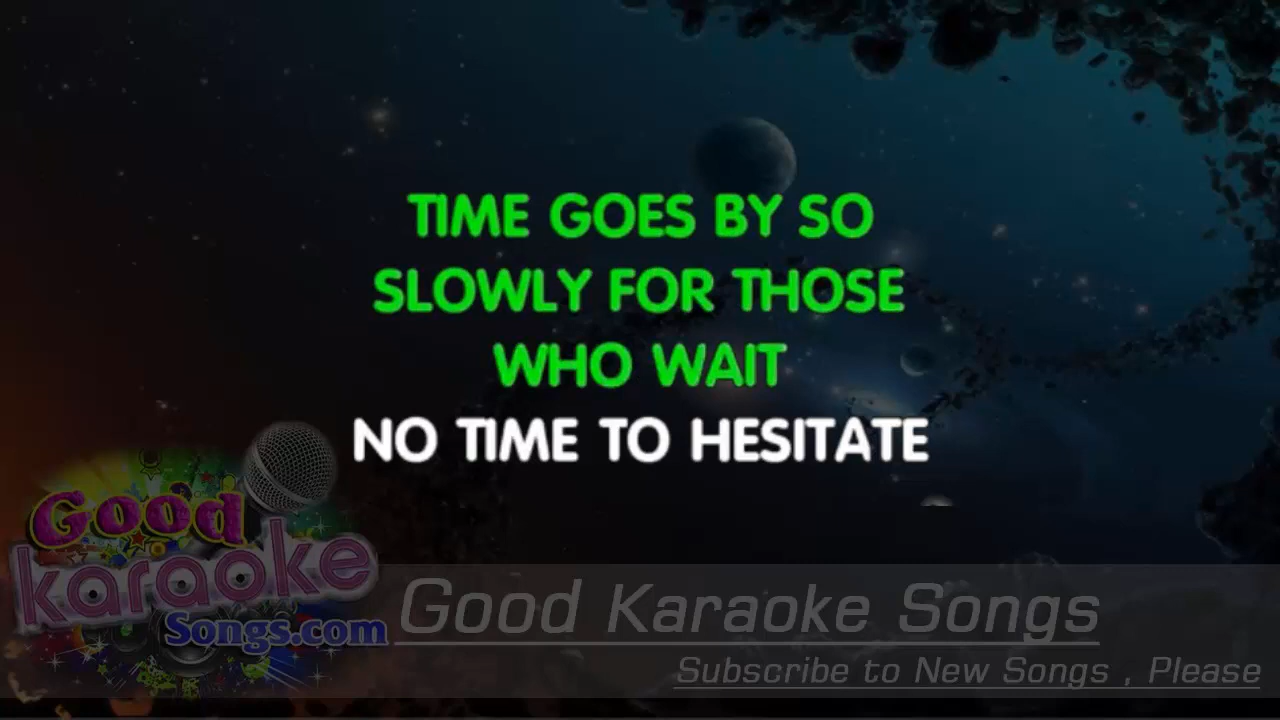 TIME GOES BY SO
SLOWLY FOR THOSE
WHO WAIT
NO TIME TO HESITATE
Good
karaoke
Songs.com
Good Karaoke Songs
Subscribe to New Songs , Please